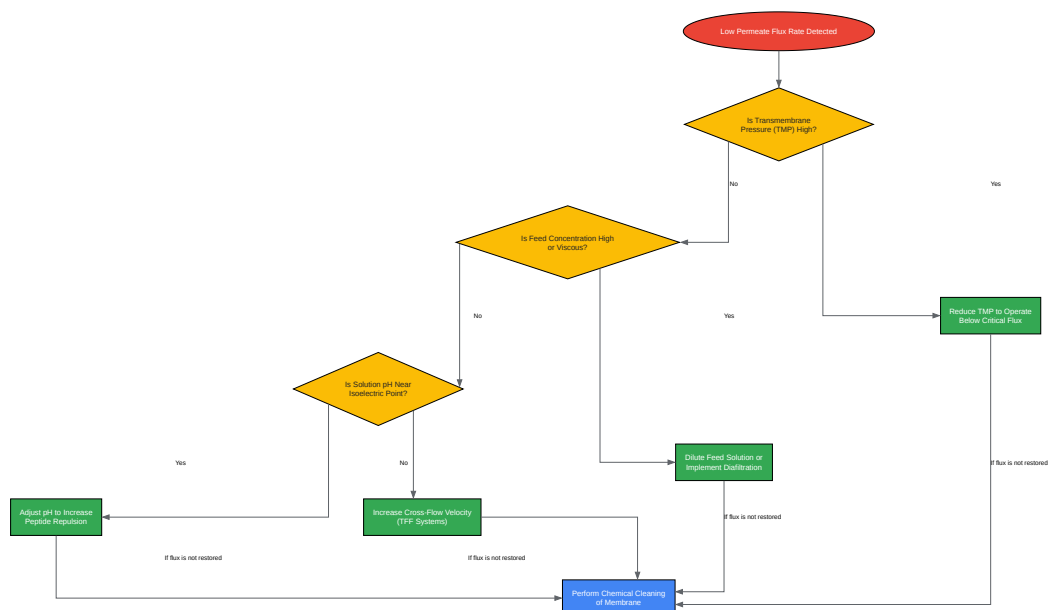 Low Permeate Flux Rate Detected
Is Transmembrane
Pressure (TMP) High?
No
Yes
Is Feed Concentration High
or Viscous?
No
Yes
Reduce TMP to Operate
Below Critical Flux
Is Solution pH Near
Isoelectric Point?
Yes
No
Dilute Feed Solution or
Implement Diafiltration
If flux is not restored
Adjust pH to Increase
Peptide Repulsion
Increase Cross-Flow Velocity
(TFF Systems)
If flux is not restored
If flux is not restored
If flux is not restored
Perform Chemical Cleaning
of Membrane